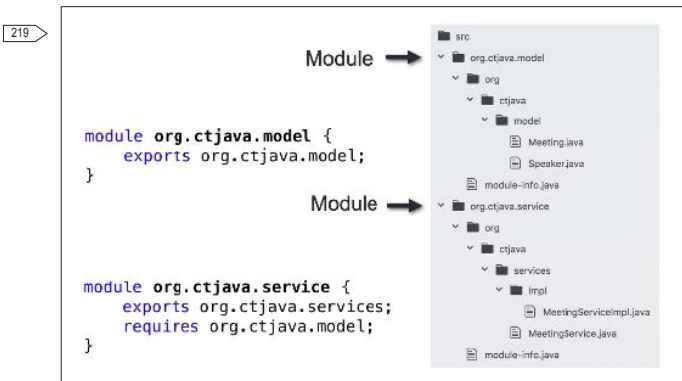 219
Module
src
org.ctjava.model
org
ctjava
model
Meeting.java
Speaker.java
module-info.java
module org.ctjava.model {
exports org.ctjava.model;
}
Module
org.ctjava.service
org
ctjava
services
impl
MeetingServiceImpl.java
MeetingService.java
module-info.java
module org.ctjava.service {
exports org.ctjava.services;
requires org.ctjava.model;
}